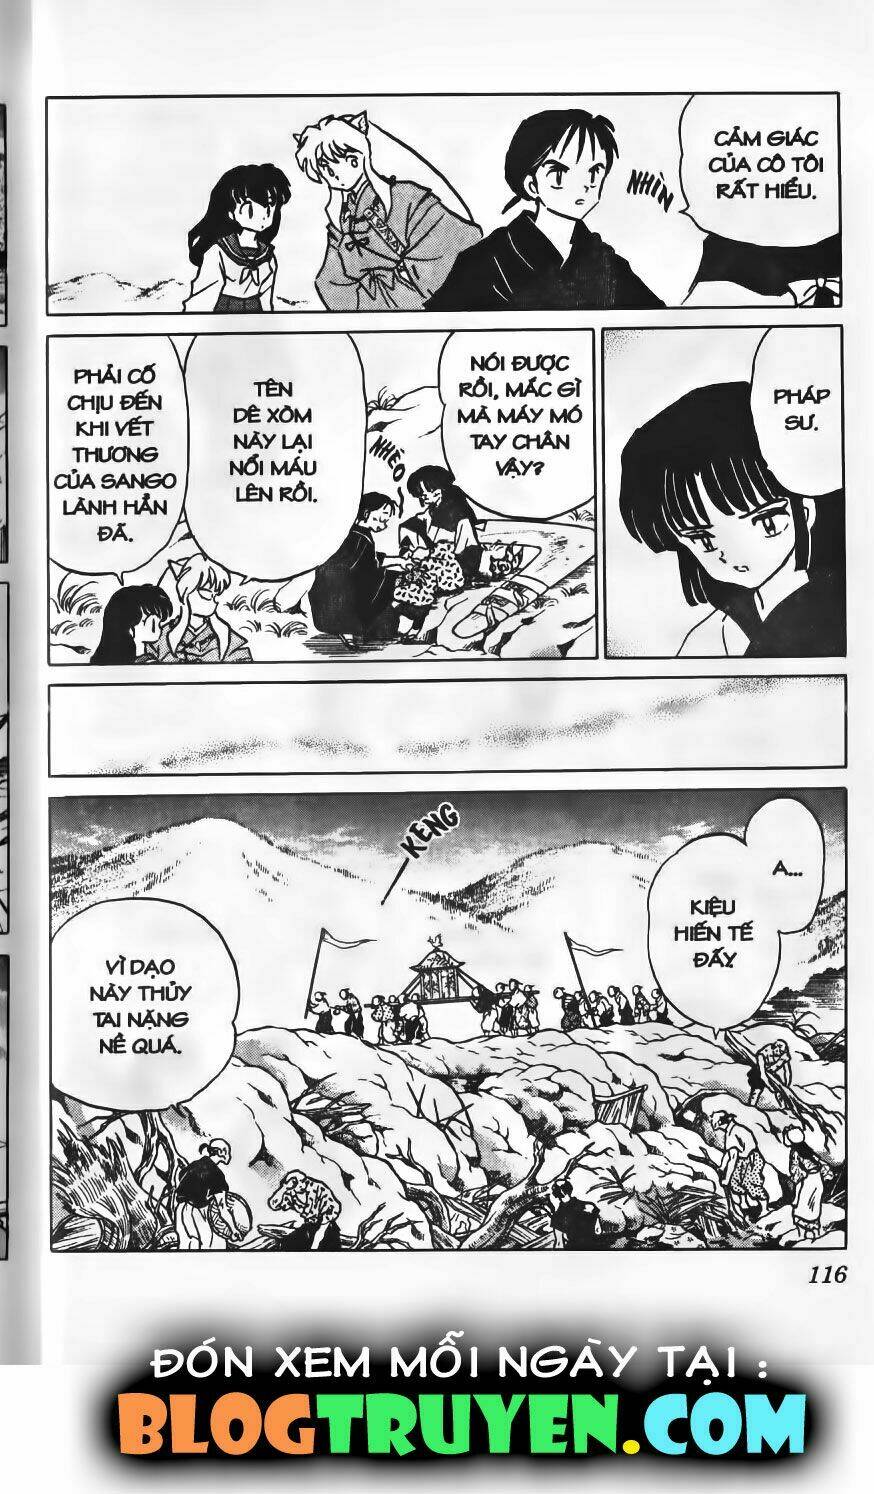 CẢM GIÁC
CỦA CÔ TÔI
RẤT HIỂU.
NHÌN
PHÁP
SƯ.
NÓI ĐƯỢC
RỒI, MẮC GÌ
MÀ MÁY MÓ
TAY CHÂN
VẬY?
NHÈO
TÊN
DÊ XỒM
NÀY LẠI
NỔI MÁU
LÊN RỒI.
PHẢI CỐ
CHỊU ĐẾN
KHI VẾT
THƯƠNG
CỦA SANGO
LÀNH HẲN
ĐÃ.
KENG
A...
KIỆU
HIẾN TẾ
ĐẤY.
VÌ DẠO
NÀY THỦY
TAI NẶNG
NỀ QUÁ.
116
ĐÓN XEM MỖI NGÀY TẠI :
BLOGTRUYEN.COM